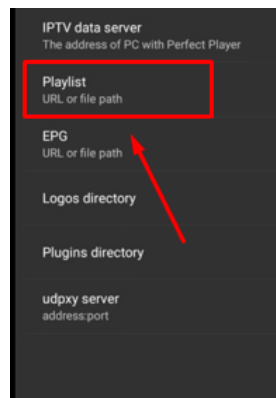 IPTV data server
The address of PC with Perfect Player
Playlist
URL or file path
EPG
URL or file path
Logos directory
Plugins directory
udpxy server
address:port